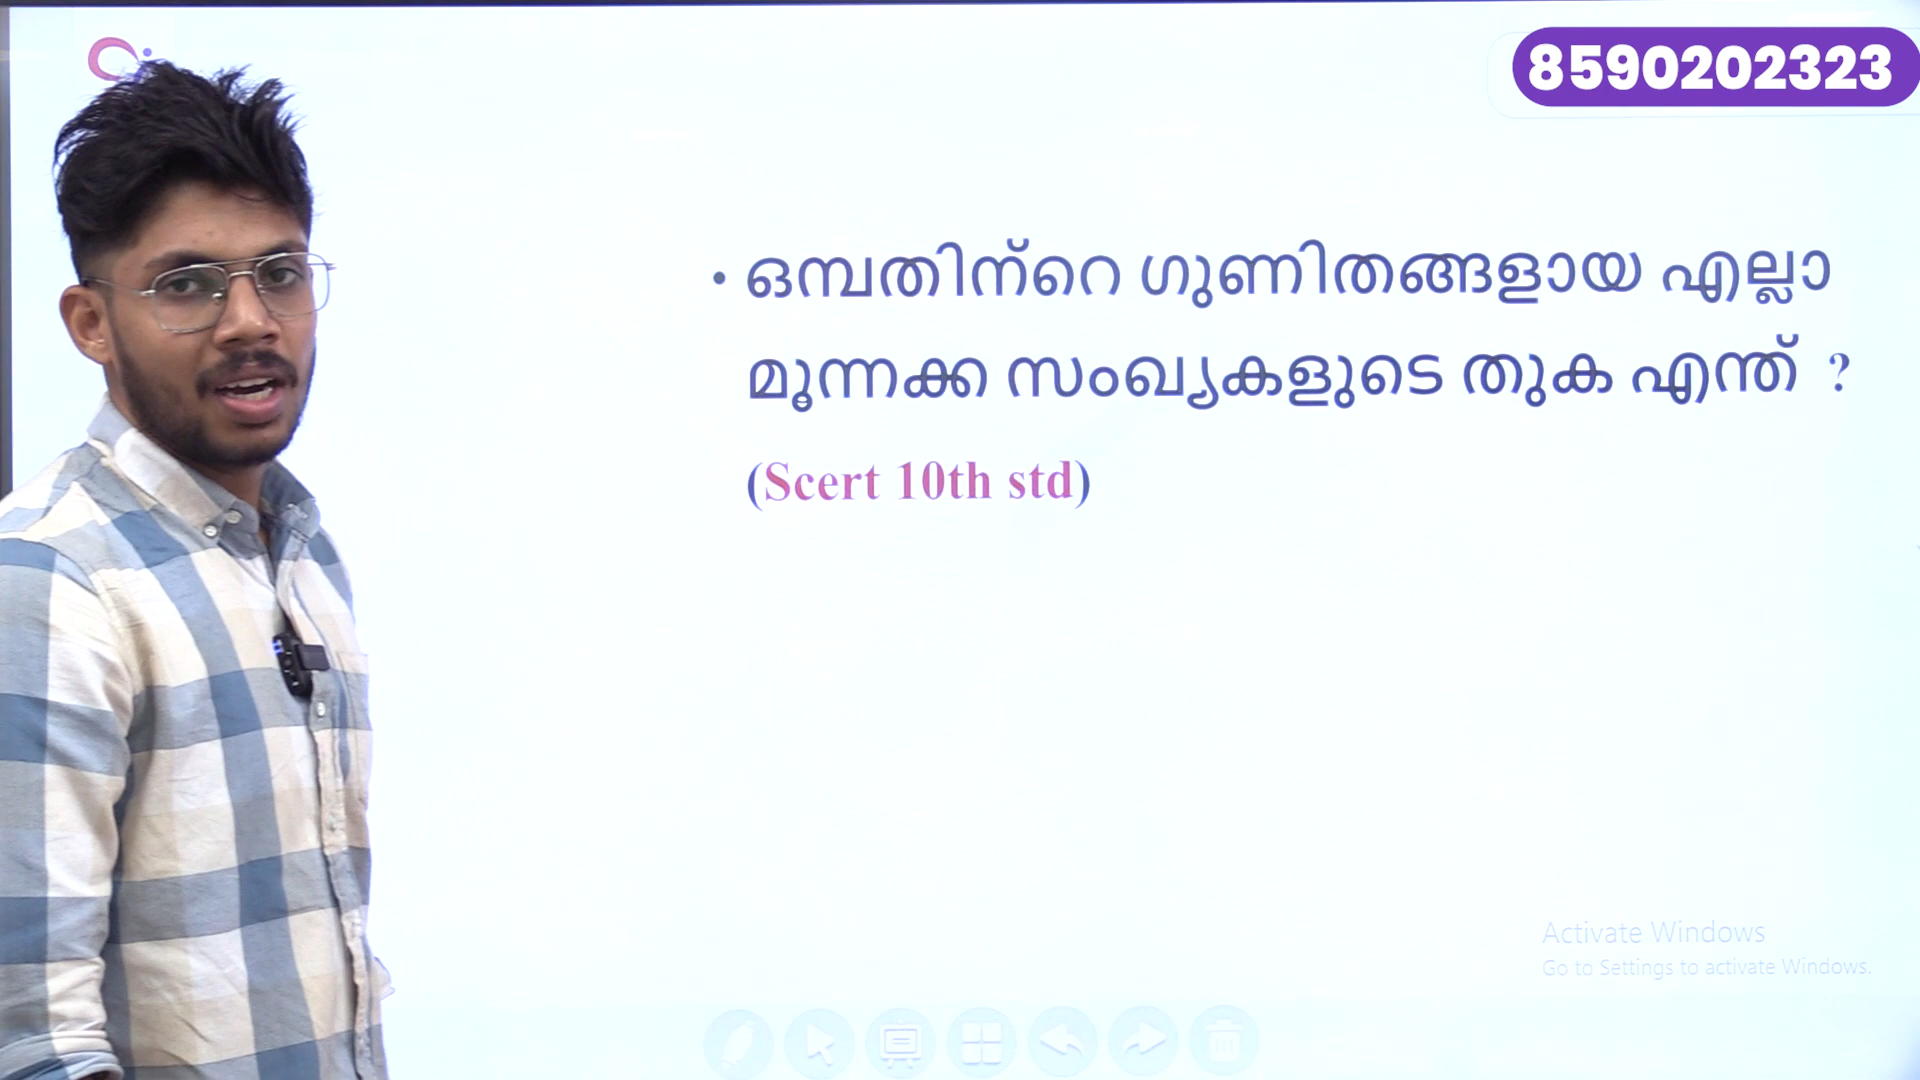 8590202323
• ഒമ്പതിന്റെ ഗുണിതങ്ങളായ എല്ലാ
മൂന്നക്ക സംഖ്യകളുടെ തുക എന്ത് ?
(Scert 10th std)
Activate Windows
Go to Settings to activate Windows.